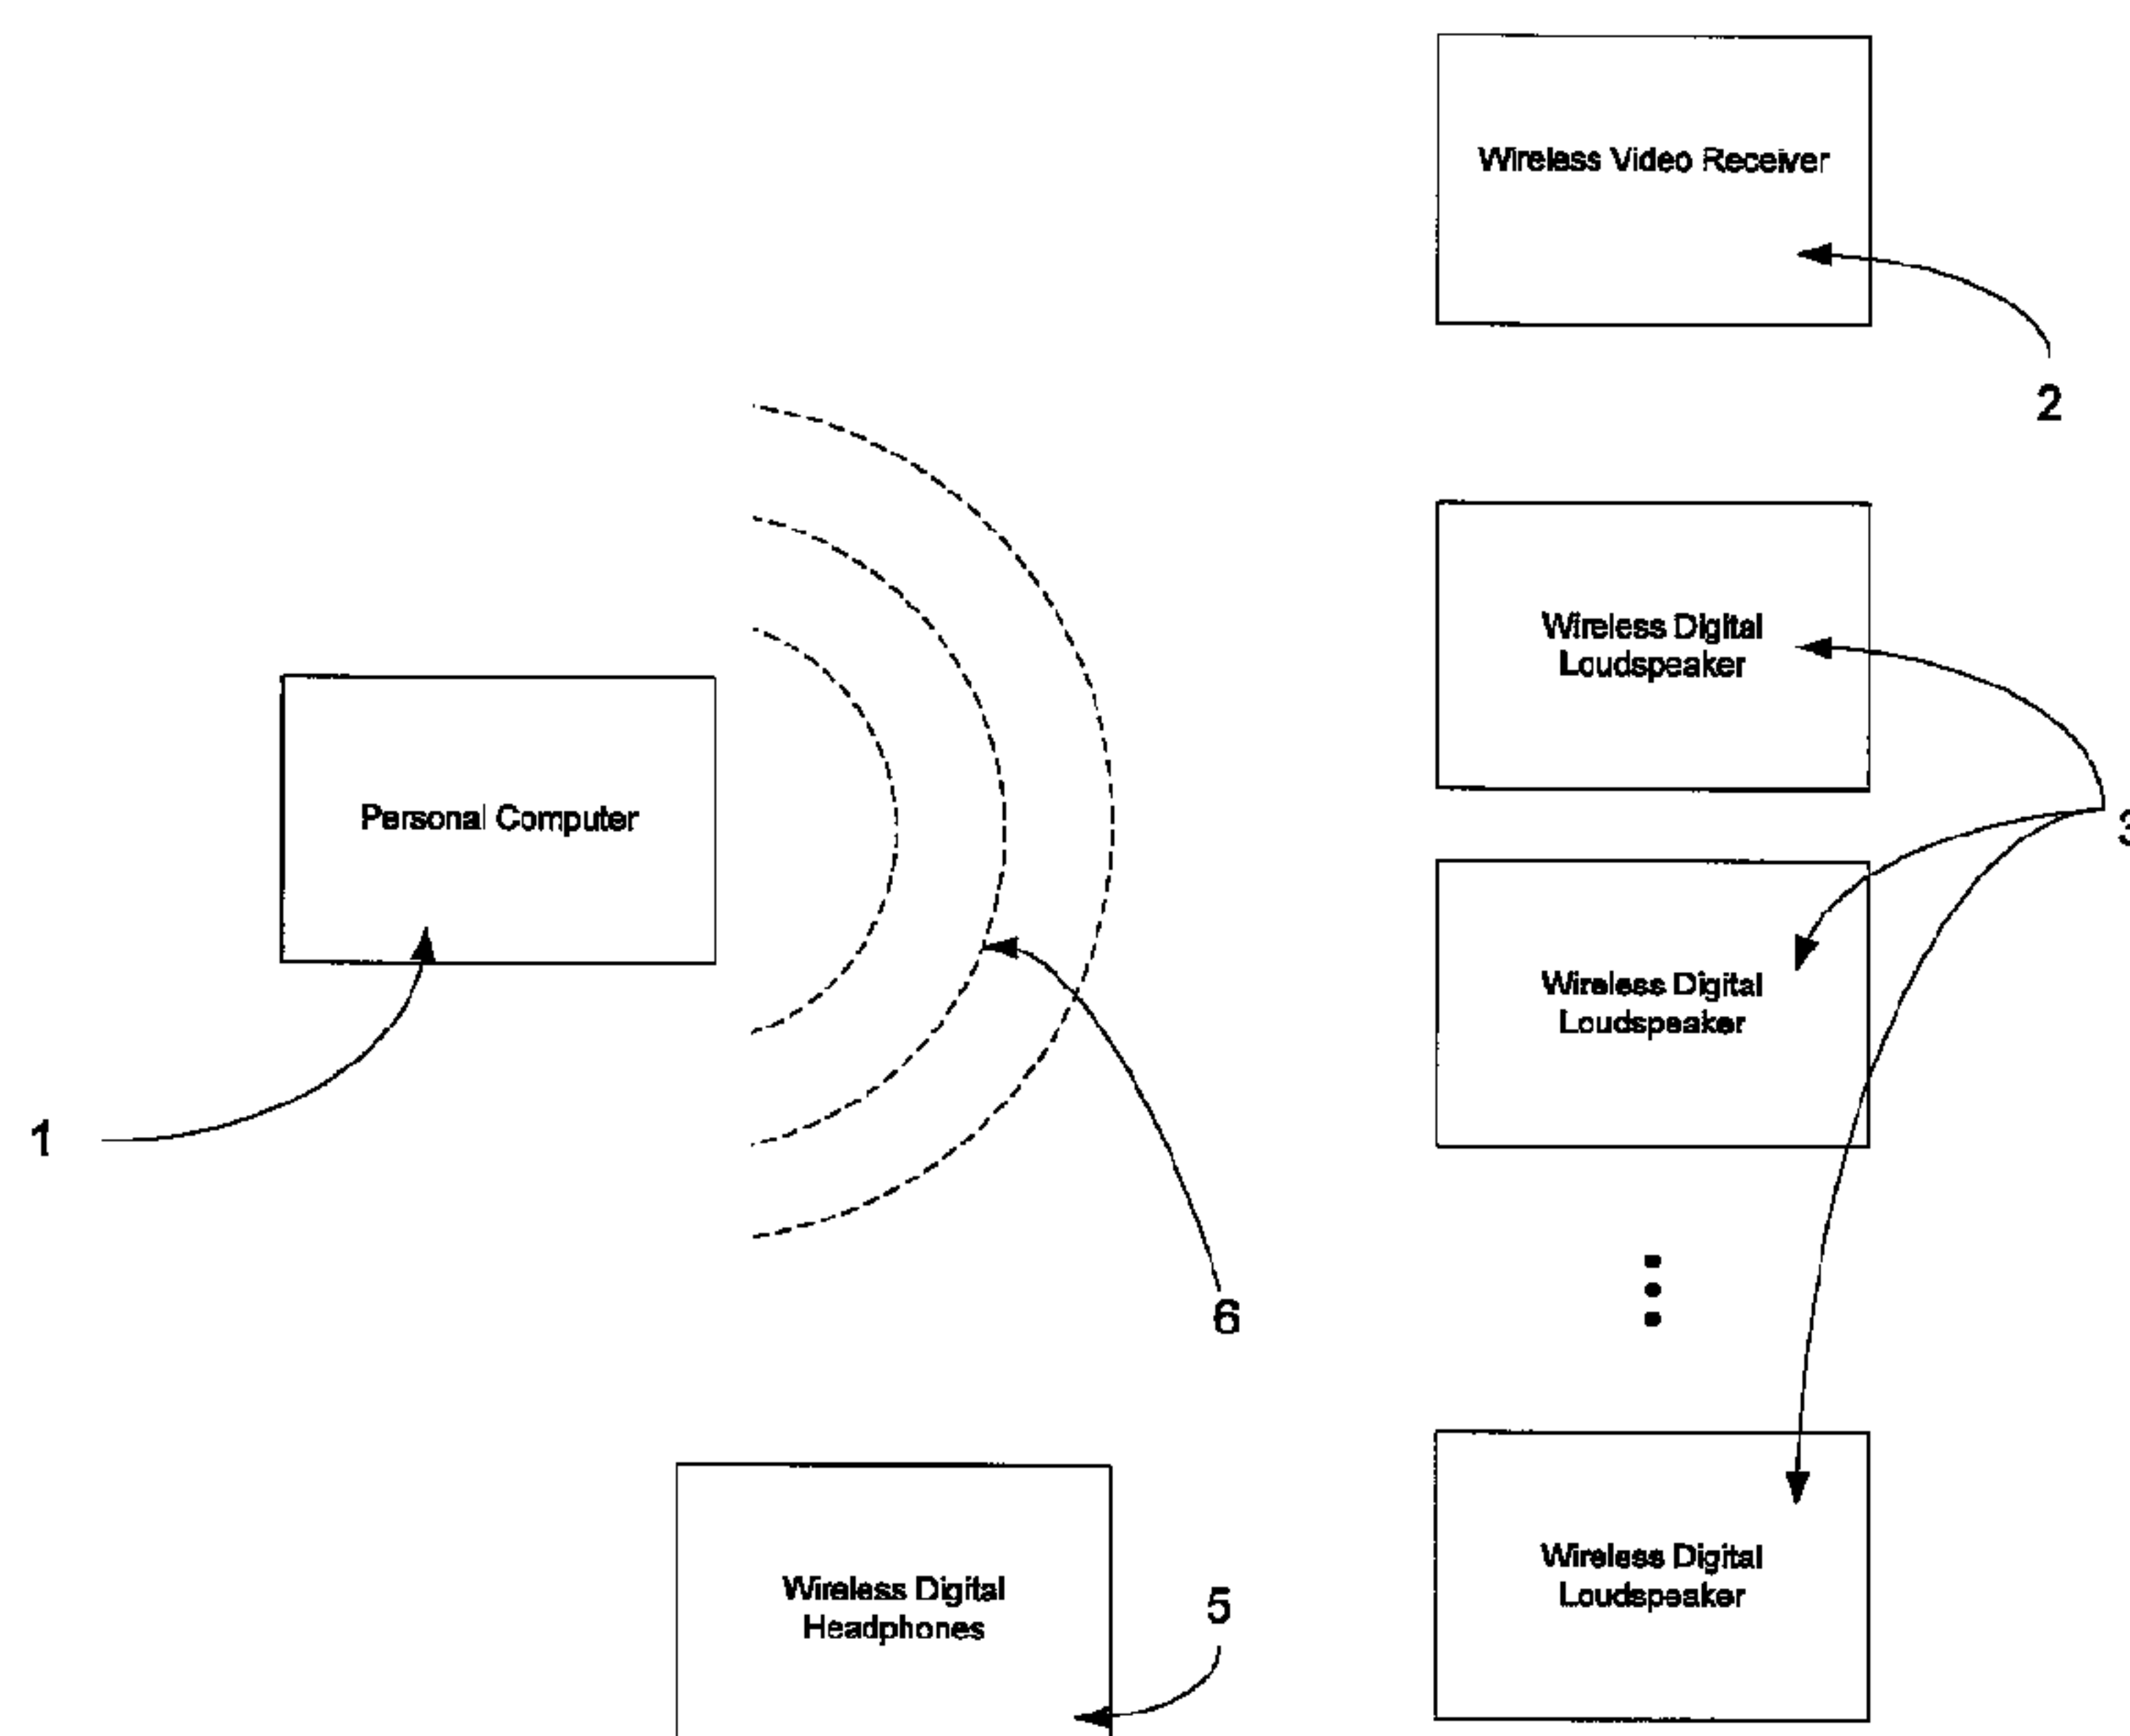 Wireless Video Receiver
2
Wireless Digital
Loudspeaker
Personal Computer
3
Wireless Digital
Loudspeaker
1
6
Wireless Digital
Loudspeaker
Wireless Digital
Headphones
5